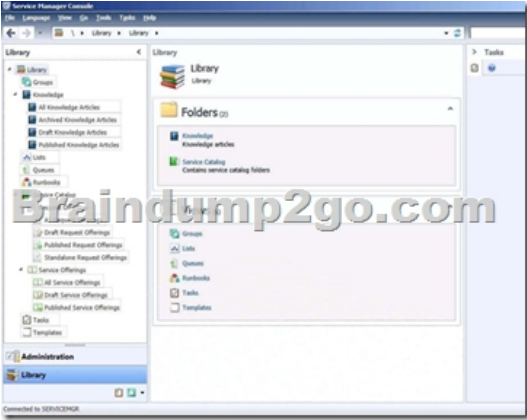 Service Manager Console
File Language View Go Tools Tasks Help
\ Library Library
Library
Library
Groups
Knowledge
All Knowledge Articles
Archived Knowledge Articles
Draft Knowledge Articles
Published Knowledge Articles
Lists
Queues
Runbooks
Draft Request Offerings
Published Request Offerings
Standalone Request Offerings
Service Offerings
All Service Offerings
Draft Service Offerings
Published Service Offerings
Tasks
Templates
Administration
Library
Connected to SERVICEMGR
Library
Library
Library
Folders (2)
Knowledge
Knowledge articles
Service Catalog
Contains service catalog folders
Braindump2go.com
Groups
Lists
Queues
Runbooks
Tasks
Templates
Tasks